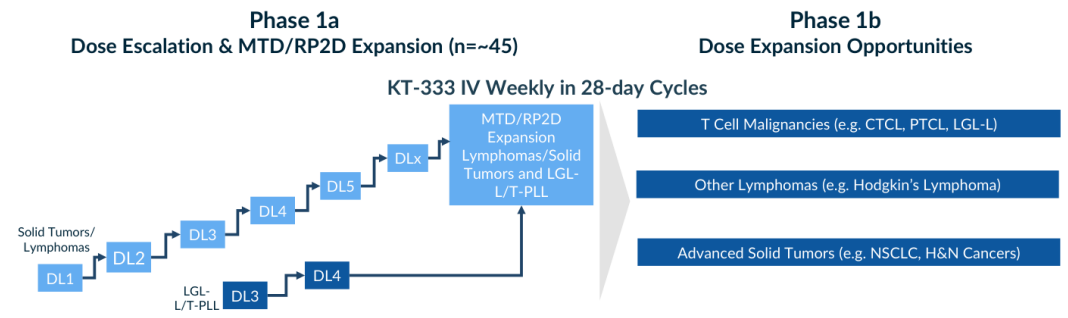 Phase 1a
Dose Escalation & MTD/RP2D Expansion (n=~45)
Phase 1b
Dose Expansion Opportunities
KT-333 IV Weekly in 28-day Cycles
Solid Tumors/
Lymphomas
DL1
DL2
DL3
DL4
DL5
DLx
MTD/RP2D
Expansion
Lymphomas/Solid
Tumors and LGL-
L/T-PLL
LGL-
L/T-PLL
DL3
DL4
T Cell Malignancies (e.g. CTCL, PTCL, LGL-L)
Other Lymphomas (e.g. Hodgkin's Lymphoma)
Advanced Solid Tumors (e.g. NSCLC, H&N Cancers)